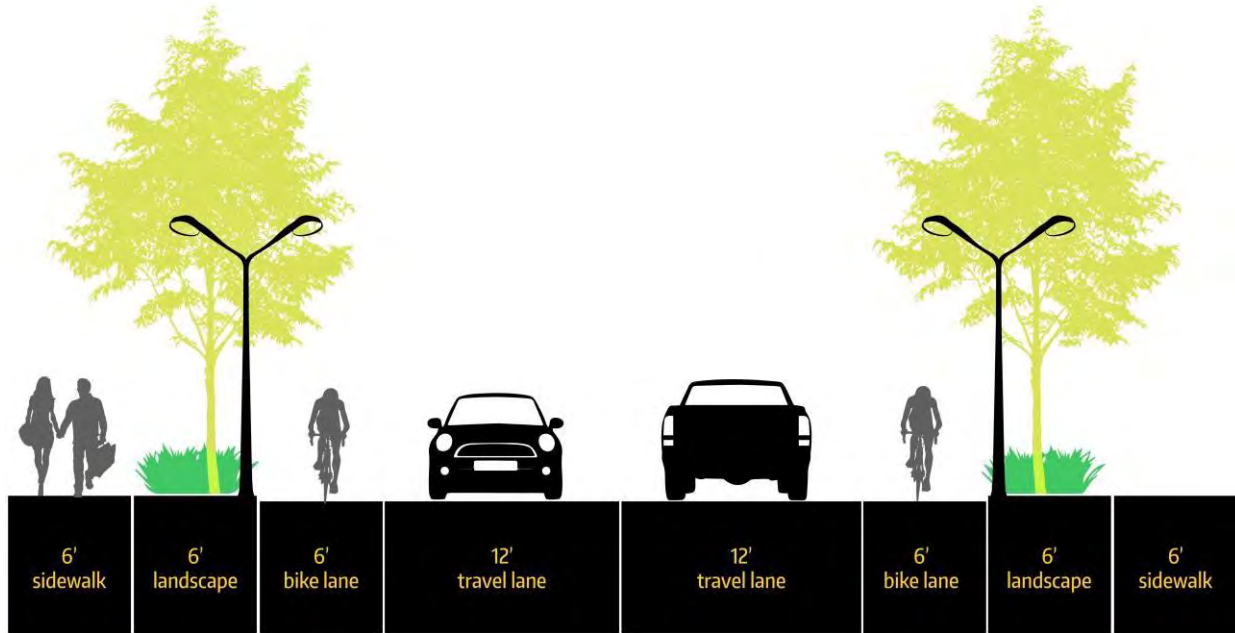 6'
sidewalk
6'
landscape
6'
bike lane
12'
travel lane
12'
travel lane
6'
bike lane
6'
landscape
6'
sidewalk